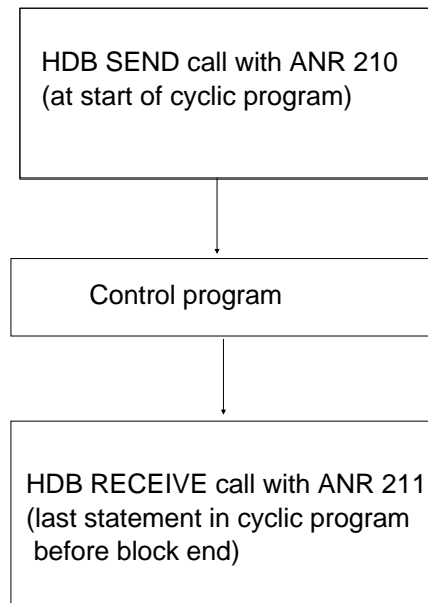 HDB SEND call with ANR 210
(at start of cyclic program)
Control program
HDB RECEIVE call with ANR 211
(last statement in cyclic program
before block end)